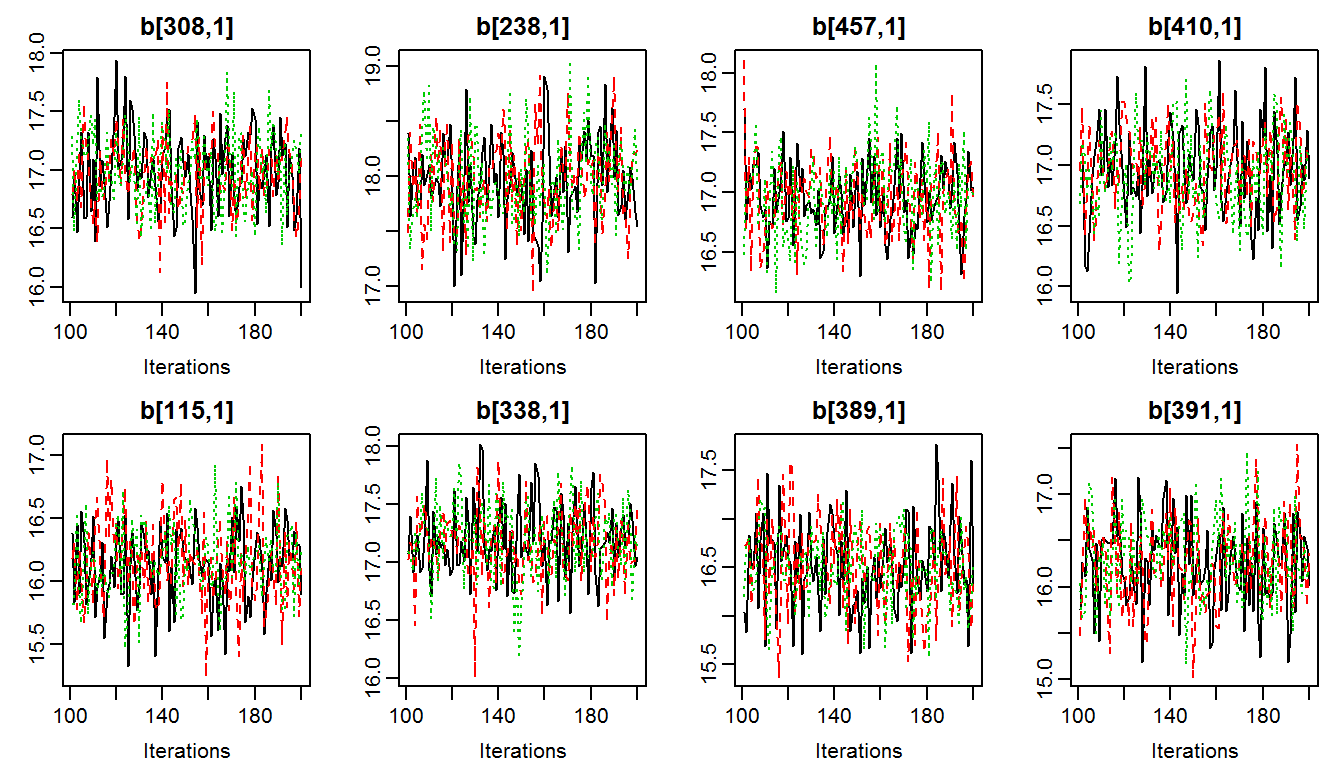 b[308,1] b[238,1] b[457,1] b[410,1]
16.0 16.5 17.0 17.5 18.0
17.0 18.0 19.0
16.5 17.0 17.5 18.0
16.0 16.5 17.0 17.5
100 140 180 100 140 180 100 140 180 100 140 180
Iterations Iterations Iterations Iterations
b[115,1] b[338,1] b[389,1] b[391,1]
15.5 16.0 16.5 17.0
16.0 16.5 17.0 17.5 18.0
15.5 16.5 17.5
15.0 16.0 17.0
100 140 180 100 140 180 100 140 180 100 140 180
Iterations Iterations Iterations Iterations